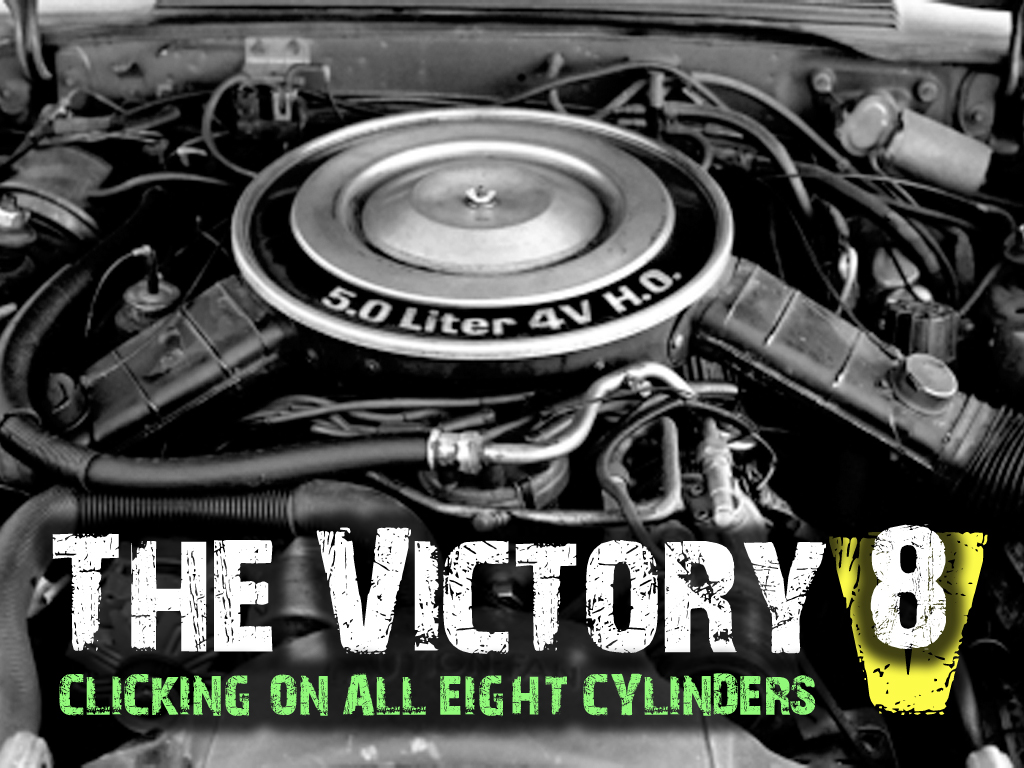 5.0 Liter 4V H.O.
THE VICTORY 8
CLICKING ON ALL EIGHT CYLINDERS